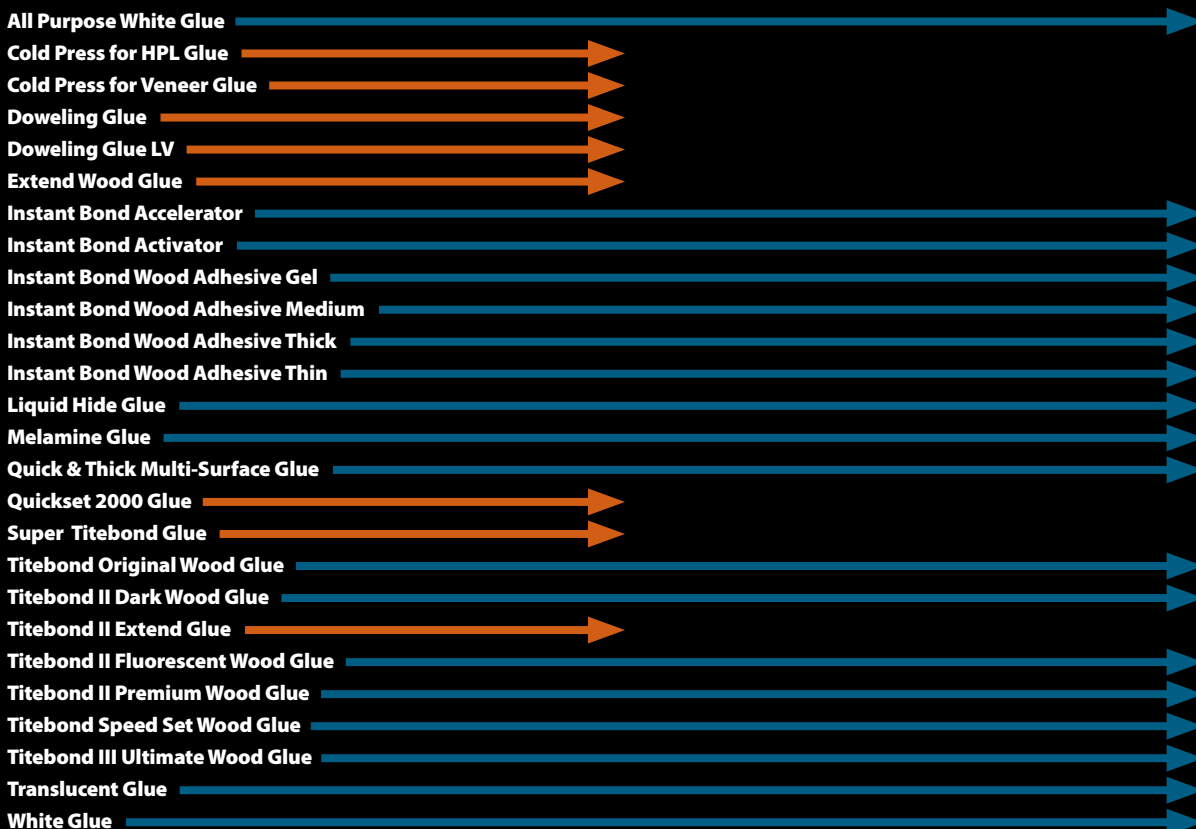 All Purpose White Glue
Cold Press for HPL Glue
Cold Press for Veneer Glue
Doweling Glue
Doweling Glue LV
Extend Wood Glue
Instant Bond Accelerator
Instant Bond Activator
Instant Bond Wood Adhesive Gel
Instant Bond Wood Adhesive Medium
Instant Bond Wood Adhesive Thick
Instant Bond Wood Adhesive Thin
Liquid Hide Glue
Melamine Glue
Quick & Thick Multi-Surface Glue
Quickset 2000 Glue
Super Titebond Glue
Titebond Original Wood Glue
Titebond II Dark Wood Glue
Titebond II Extend Glue
Titebond II Fluorescent Wood Glue
Titebond II Premium Wood Glue
Titebond Speed Set Wood Glue
Titebond III Ultimate Wood Glue
Translucent Glue
White Glue